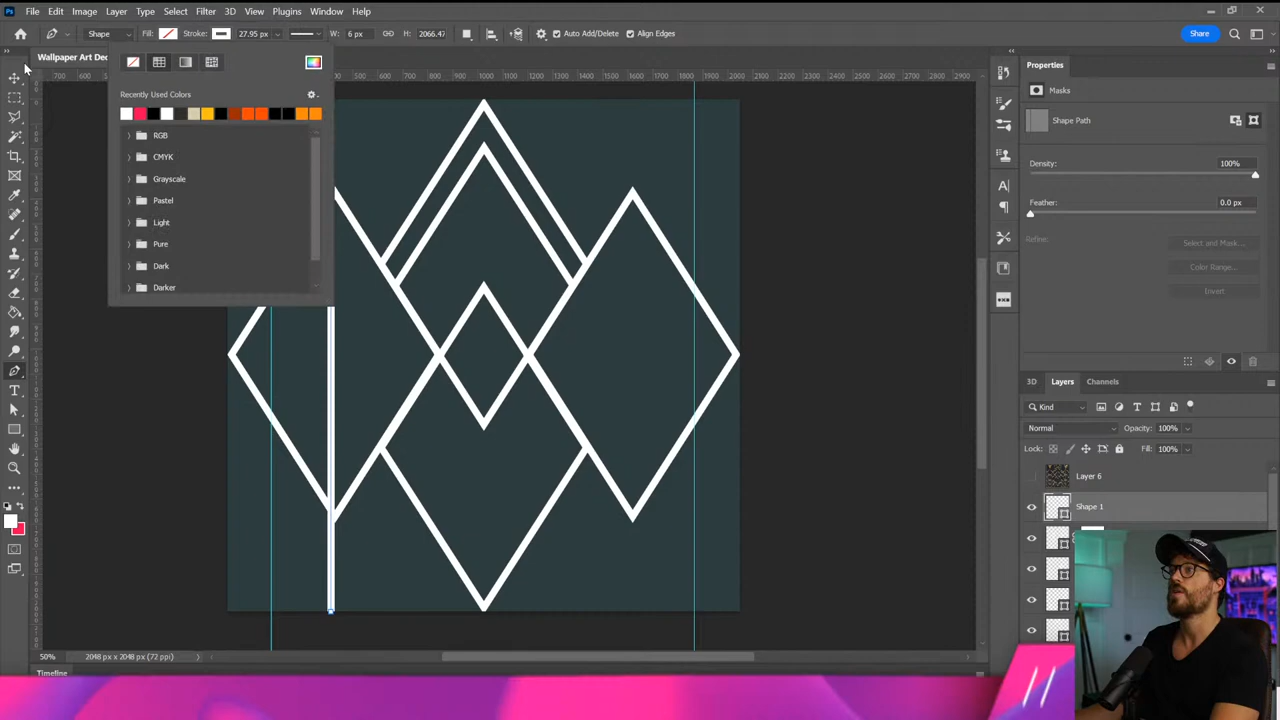 Ps File Edit Image Layer Type Select Filter 3D View Plugins Window Help
Shape Fill: Stroke: 27.95 px W: 6 px H: 2066.47 Auto Add/Delete Align Edges Share
Wallpaper Art Dec
Recently Used Colors
RGB
CMYK
Grayscale
Pastel
Light
Pure
Dark
Darker
Properties
Masks
Shape Path
Density: 100%
Feather: 0.0 px
Refine:
Select and Mask...
Color Range...
Invert
3D Layers Channels
Kind
Normal Opacity: 100%
Lock: Fill: 100%
Layer 6
Shape 1
50% 2048 px x 2048 px (72 ppi)
Timeline